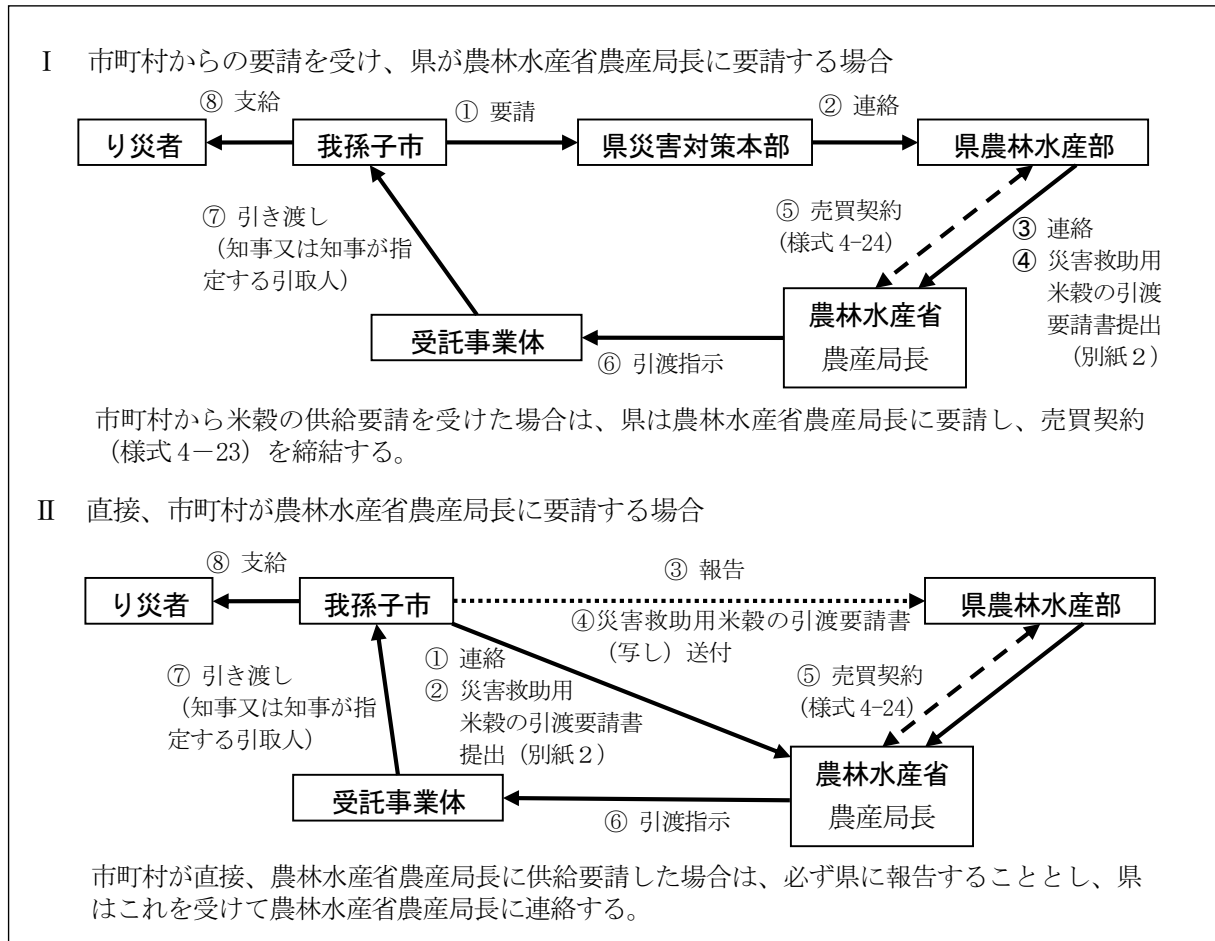 Ⅰ 市町村からの要請を受け、県が農林水産省農産局長に要請する場合
⑧ 支給
① 要請
② 連絡
り災者
我孫子市
県災害対策本部
県農林水産部
⑦ 引き渡し
(知事又は知事が指
定する引取人)
⑤ 売買契約
(様式 4-24)
③ 連絡
④ 災害救助用
米穀の引渡
要請書提出
(別紙2)
受託事業体
⑥ 引渡指示
農林水産省
農産局長
市町村から米穀の供給要請を受けた場合は、県は農林水産省農産局長に要請し、売買契約
(様式 4-23)を締結する。
Ⅱ 直接、市町村が農林水産省農産局長に要請する場合
⑧ 支給
③ 報告
り災者
我孫子市
県農林水産部
④災害救助用米穀の引渡要請書
(写し)送付
⑦ 引き渡し
(知事又は知事が指
定する引取人)
① 連絡
② 災害救助用
米穀の引渡要請書
提出(別紙2)
⑤ 売買契約
(様式 4-24)
受託事業体
⑥ 引渡指示
農林水産省
農産局長
市町村が直接、農林水産省農産局長に供給要請した場合は、必ず県に報告することとし、県
はこれを受けて農林水産省農産局長に連絡する。